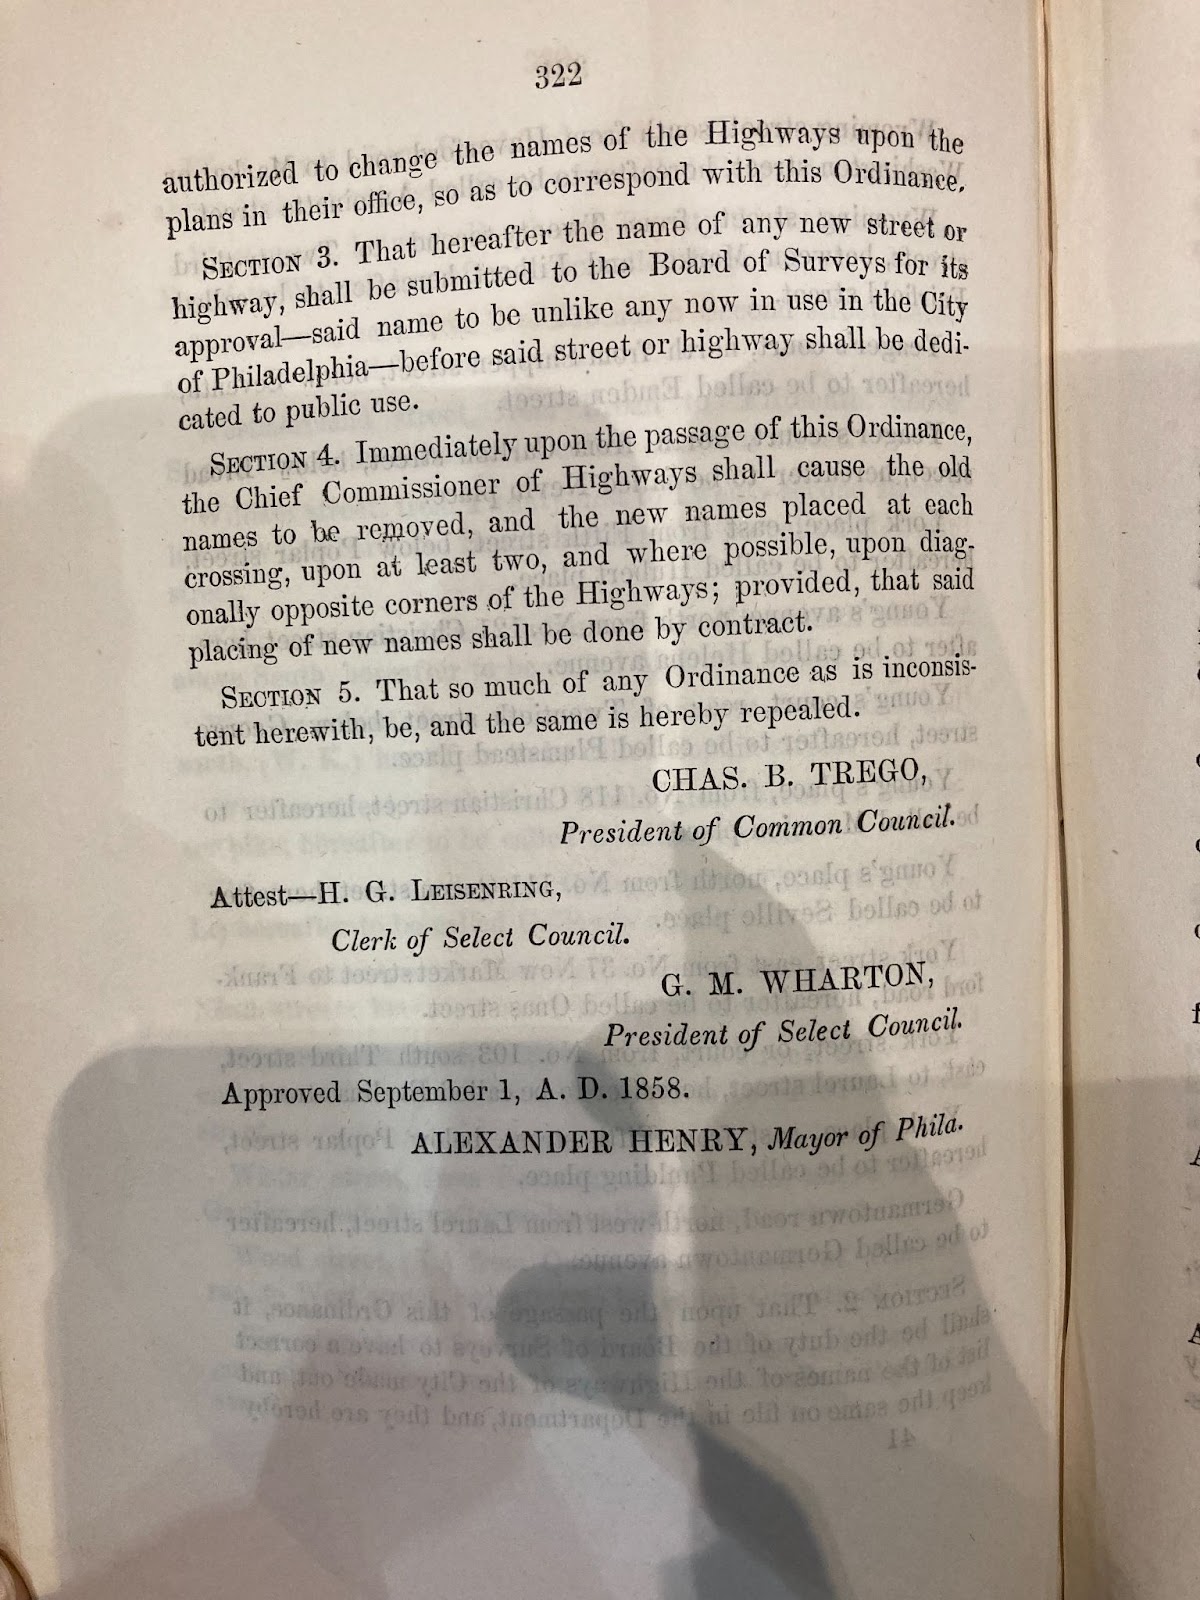 322
authorized to change the names of the Highways upon the
plans in their office, so as to correspond with this Ordinance.
SECTION 3. That hereafter the name of any new street or
highway, shall be submitted to the Board of Surveys for its
approval—said name to be unlike any now in use in the City
of Philadelphia—before said street or highway shall be dedi-
cated to public use.
SECTION 4. Immediately upon the passage of this Ordinance,
the Chief Commissioner of Highways shall cause the old
names to be removed, and the new names placed at each
crossing, upon at least two, and where possible, upon diag-
onally opposite corners of the Highways; provided, that said
placing of new names shall be done by contract.
SECTION 5. That so much of any Ordinance as is inconsis-
tent herewith, be, and the same is hereby repealed.
CHAS. B. TREGO,
President of Common Council.
Attest—H. G. LEISENRING,
Clerk of Select Council.
G. M. WHARTON,
President of Select Council.
Approved September 1, A. D. 1858.
ALEXANDER HENRY, Mayor of Phila.